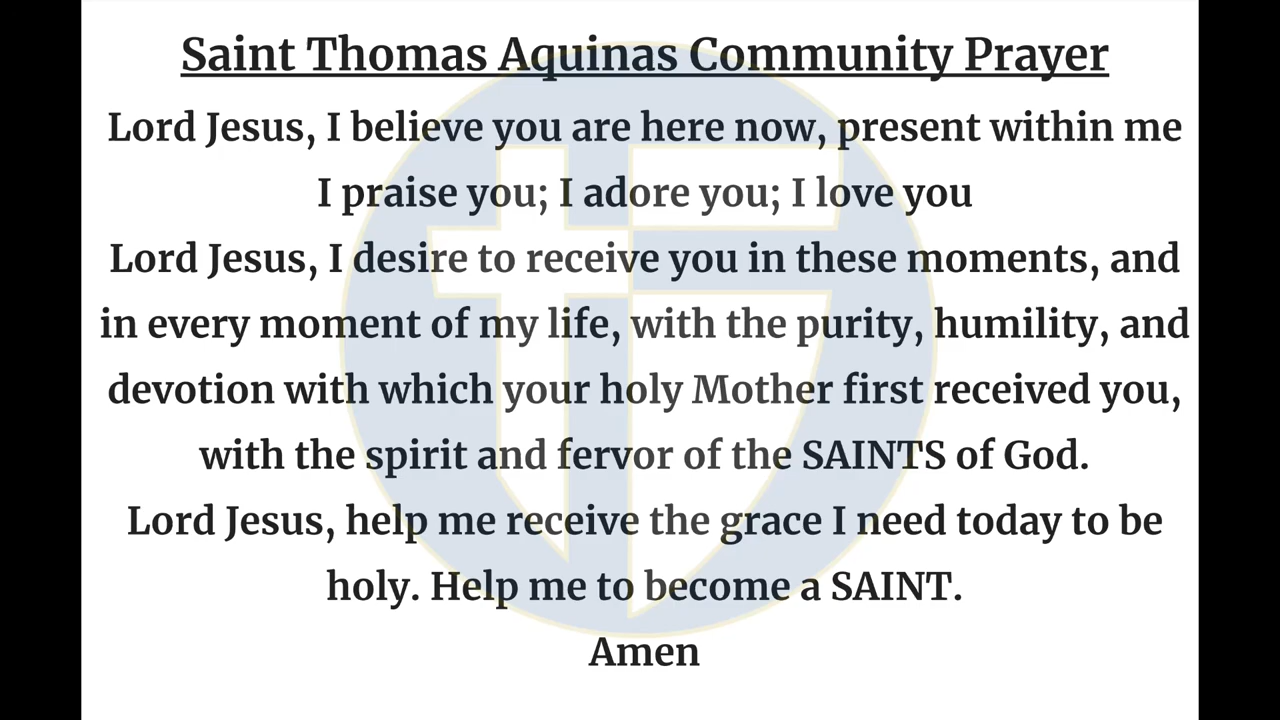 Saint Thomas Aquinas Community Prayer
Lord Jesus, I believe you are here now, present within me
I praise you; I adore you; I love you
Lord Jesus, I desire to receive you in these moments, and
in every moment of my life, with the purity, humility, and
devotion with which your holy Mother first received you,
with the spirit and fervor of the SAINTS of God.
Lord Jesus, help me receive the grace I need today to be
holy. Help me to become a SAINT.
Amen